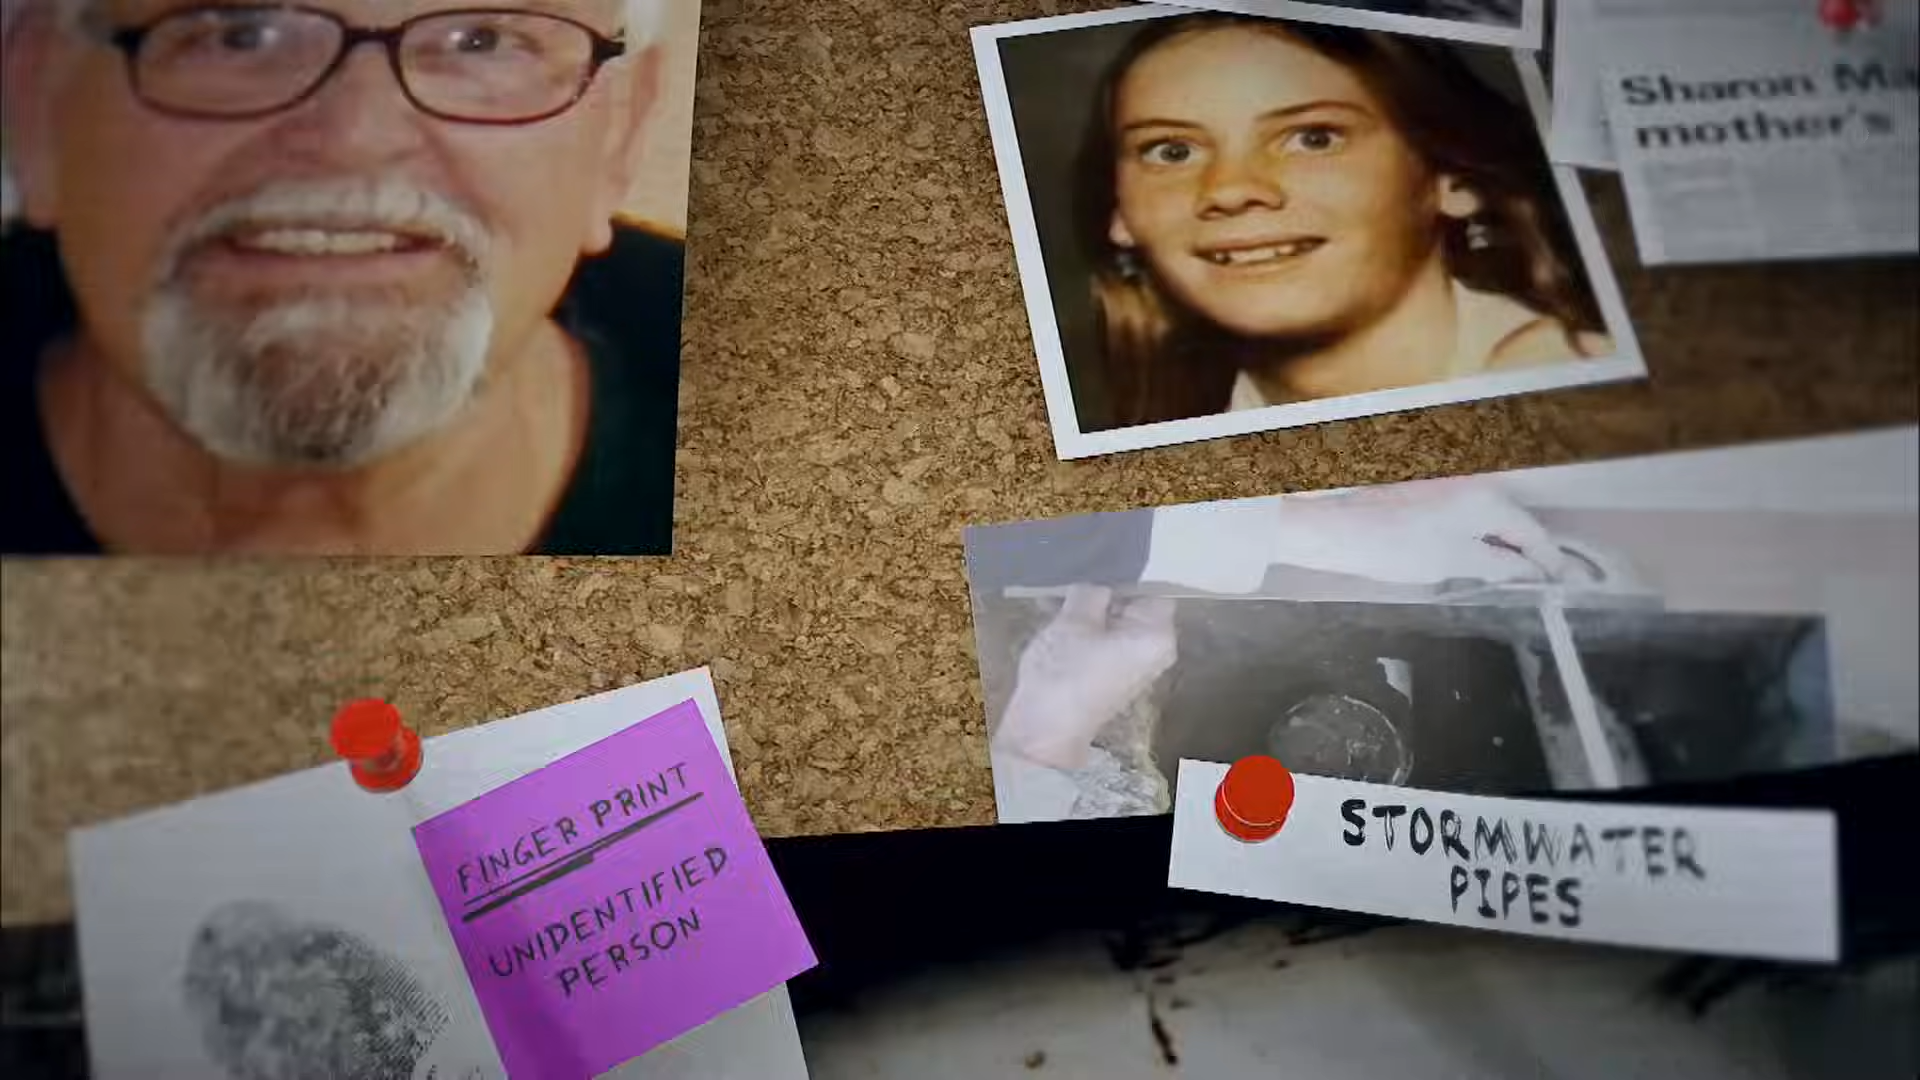 Sharon
mother's
FINGER PRINT
UNIDENTIFIED
PERSON
STORMWATER
PIPES